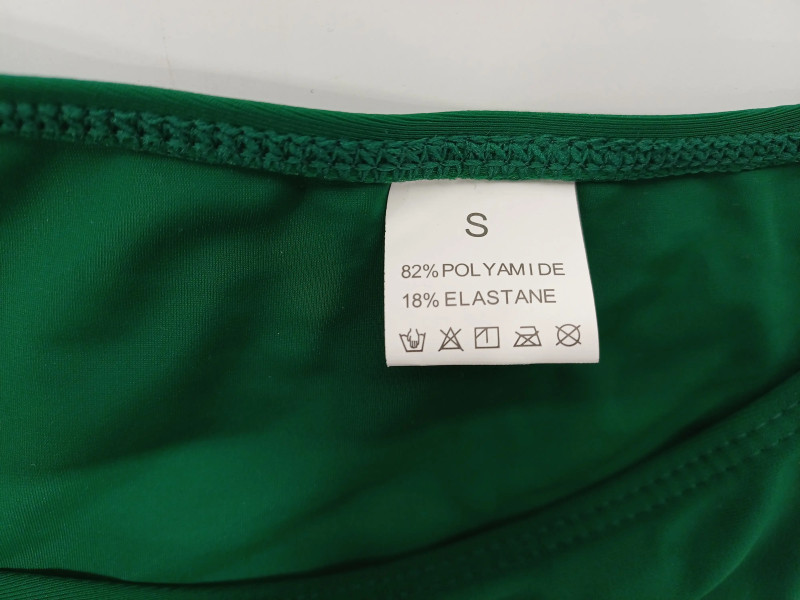 S
82% POLYAMIDE
18% ELASTANE